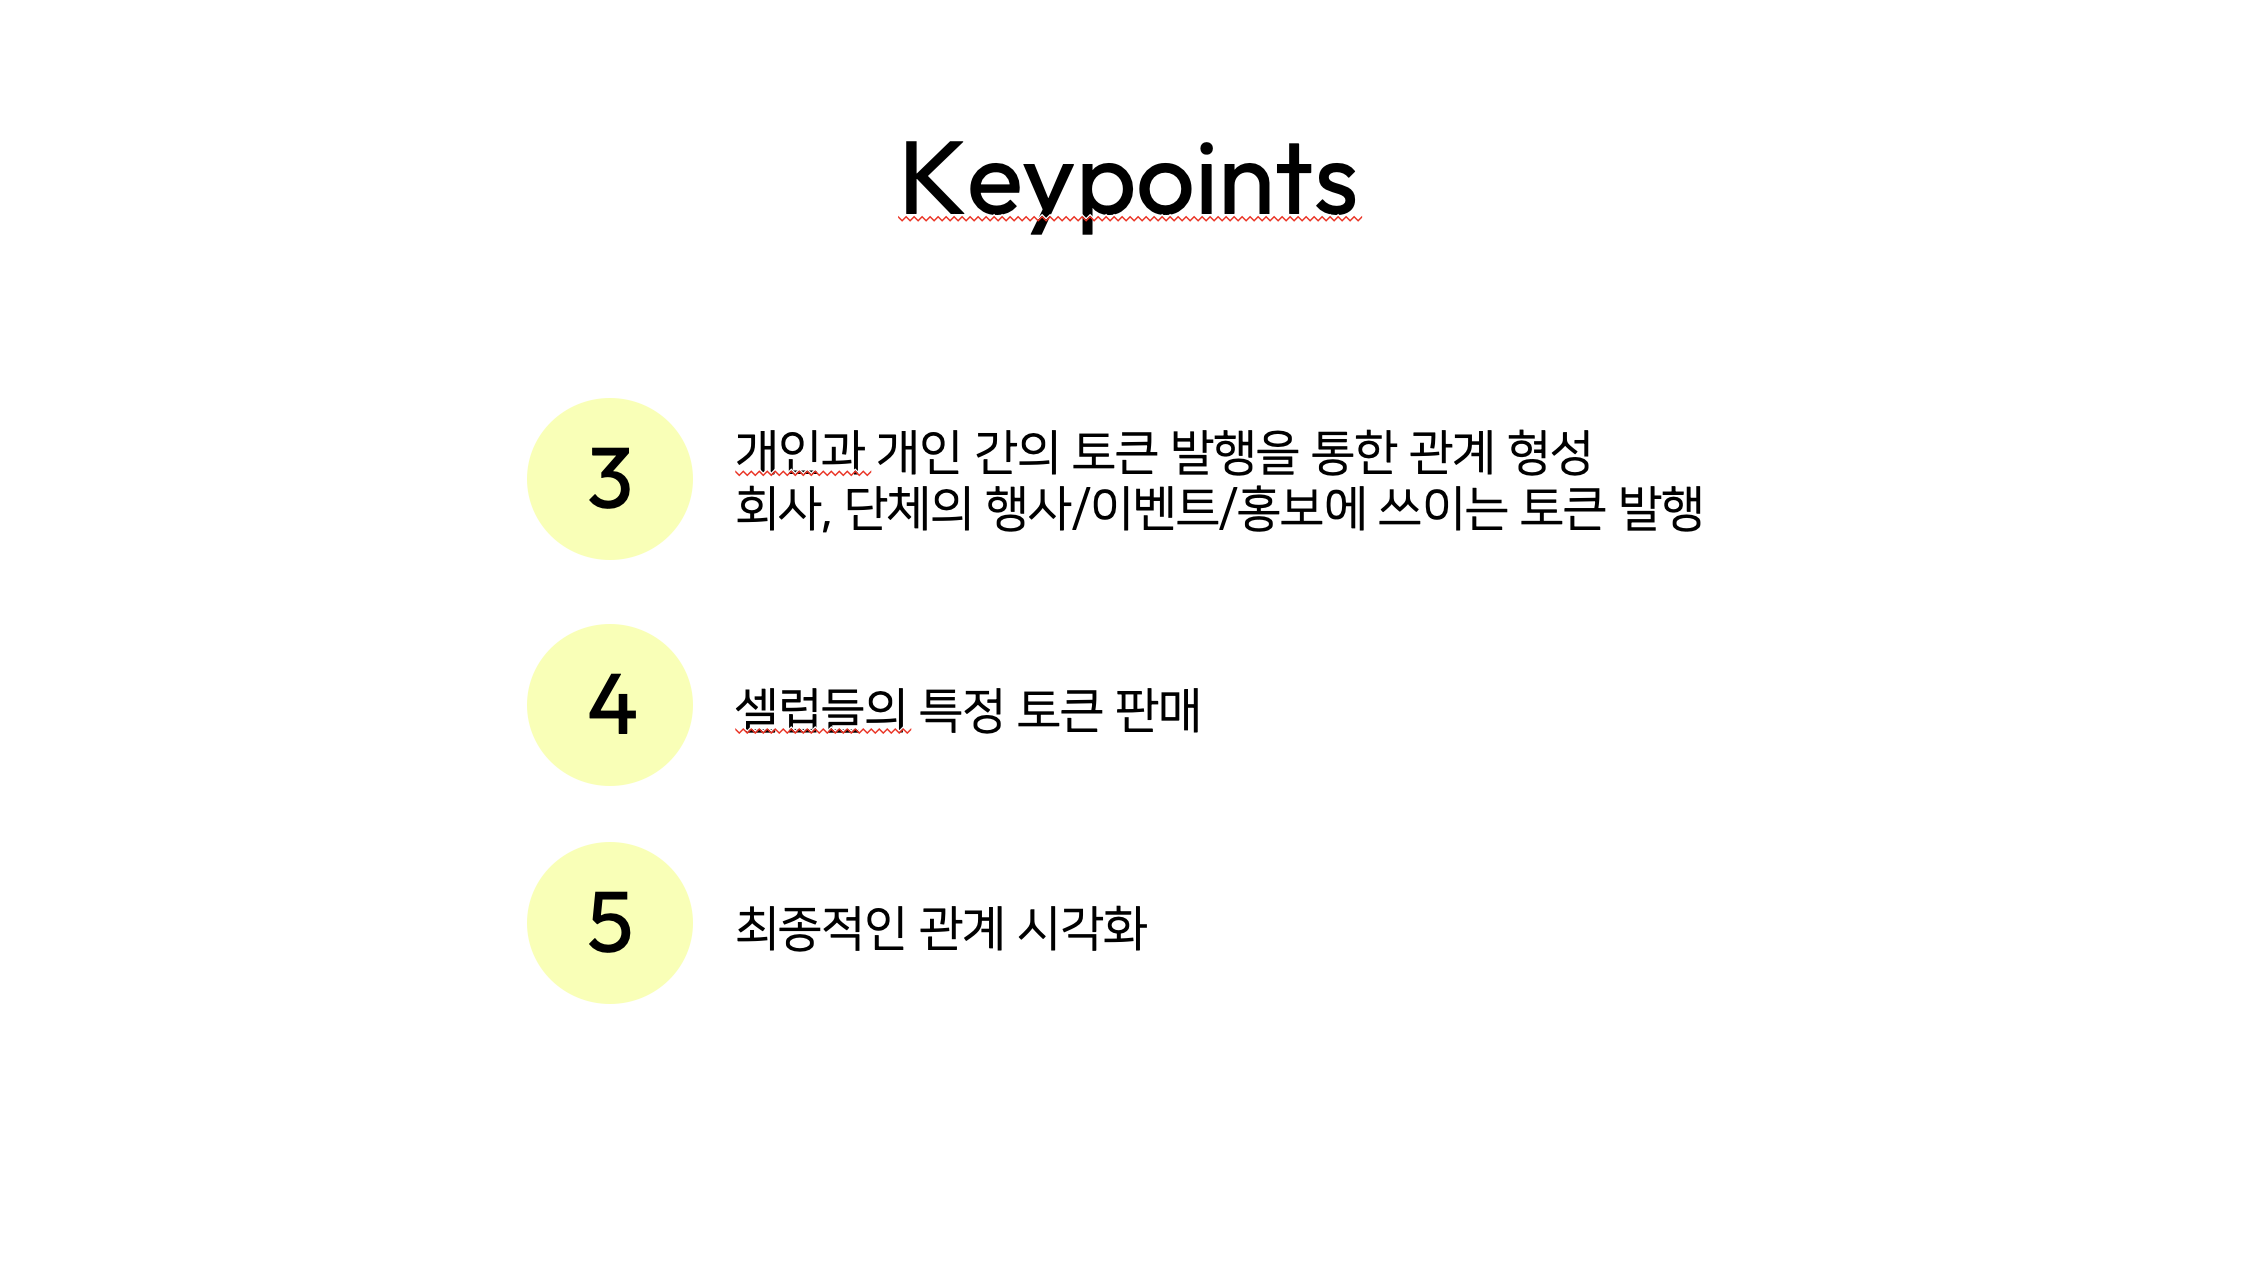 Keypoints
3
개인과 개인 간의 토큰 발행을 통한 관계 형성
회사, 단체의 행사/이벤트/홍보에 쓰이는 토큰 발행
4
셀럽들의 특정 토큰 판매
5
최종적인 관계 시각화